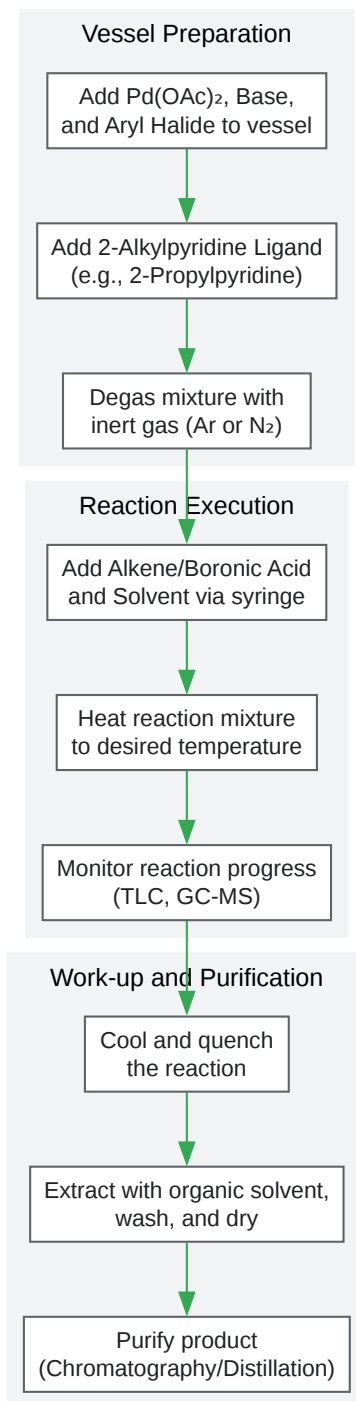 Vessel Preparation
Add Pd(OAc)₂, Base,
and Aryl Halide to vessel
Add 2-Alkylpyridine Ligand
(e.g., 2-Propylpyridine)
Degas mixture with
inert gas (Ar or N₂)
Reaction Execution
Add Alkene/Boronic Acid
and Solvent via syringe
Heat reaction mixture
to desired temperature
Monitor reaction progress
(TLC, GC-MS)
Work-up and Purification
Cool and quench
the reaction
Extract with organic solvent,
wash, and dry
Purify product
(Chromatography/Distillation)